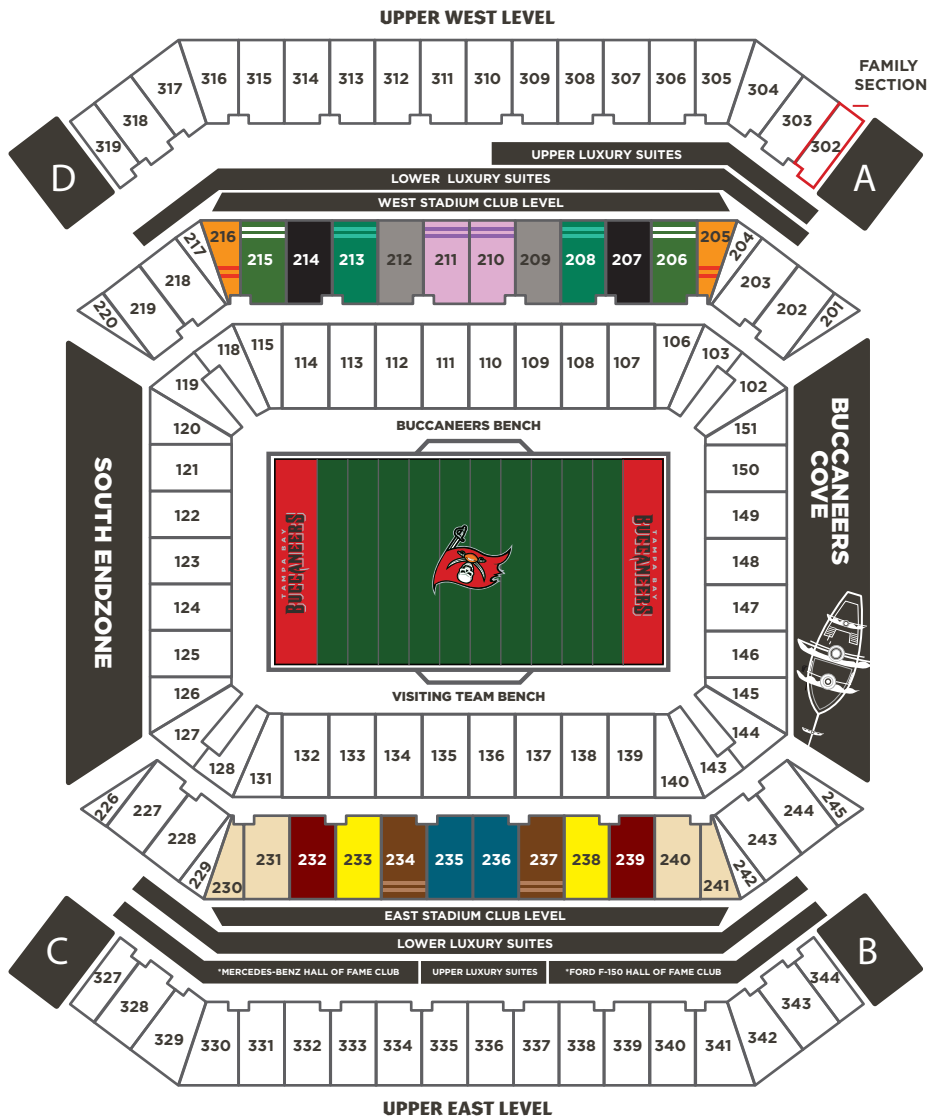 UPPER WEST LEVEL
FAMILY
SECTION
316 315 314 313 312 311 310 309 308 307 306 305
317 304
318 303
319 302
D A
UPPER LUXURY SUITES
LOWER LUXURY SUITES
WEST STADIUM CLUB LEVEL
216 215 214 213 212 211 210 209 208 207 206 205
217 204
218 203
219 202
220 201
118 115 114 113 112 111 110 109 108 107 106 103
119 102
120 151
BUCCANEERS BENCH
121 150
122 149
123 148
124 147
125 146
126 145
SOUTH ENDZONE
TAMPA BAY
BUCCANEERS
TAMPA BAY
BUCCANEERS
BUCCANEERS
COVE
VISITING TEAM BENCH
127 144
128 131 132 133 134 135 136 137 138 139 140 143
226 245
227 244
228 243
229 242
230 231 232 233 234 235 236 237 238 239 240 241
EAST STADIUM CLUB LEVEL
LOWER LUXURY SUITES
*MERCEDES-BENZ HALL OF FAME CLUB
UPPER LUXURY SUITES
*FORD F-150 HALL OF FAME CLUB
C B
327 344
328 343
329 342
330 331 332 333 334 335 336 337 338 339 340 341
UPPER EAST LEVEL